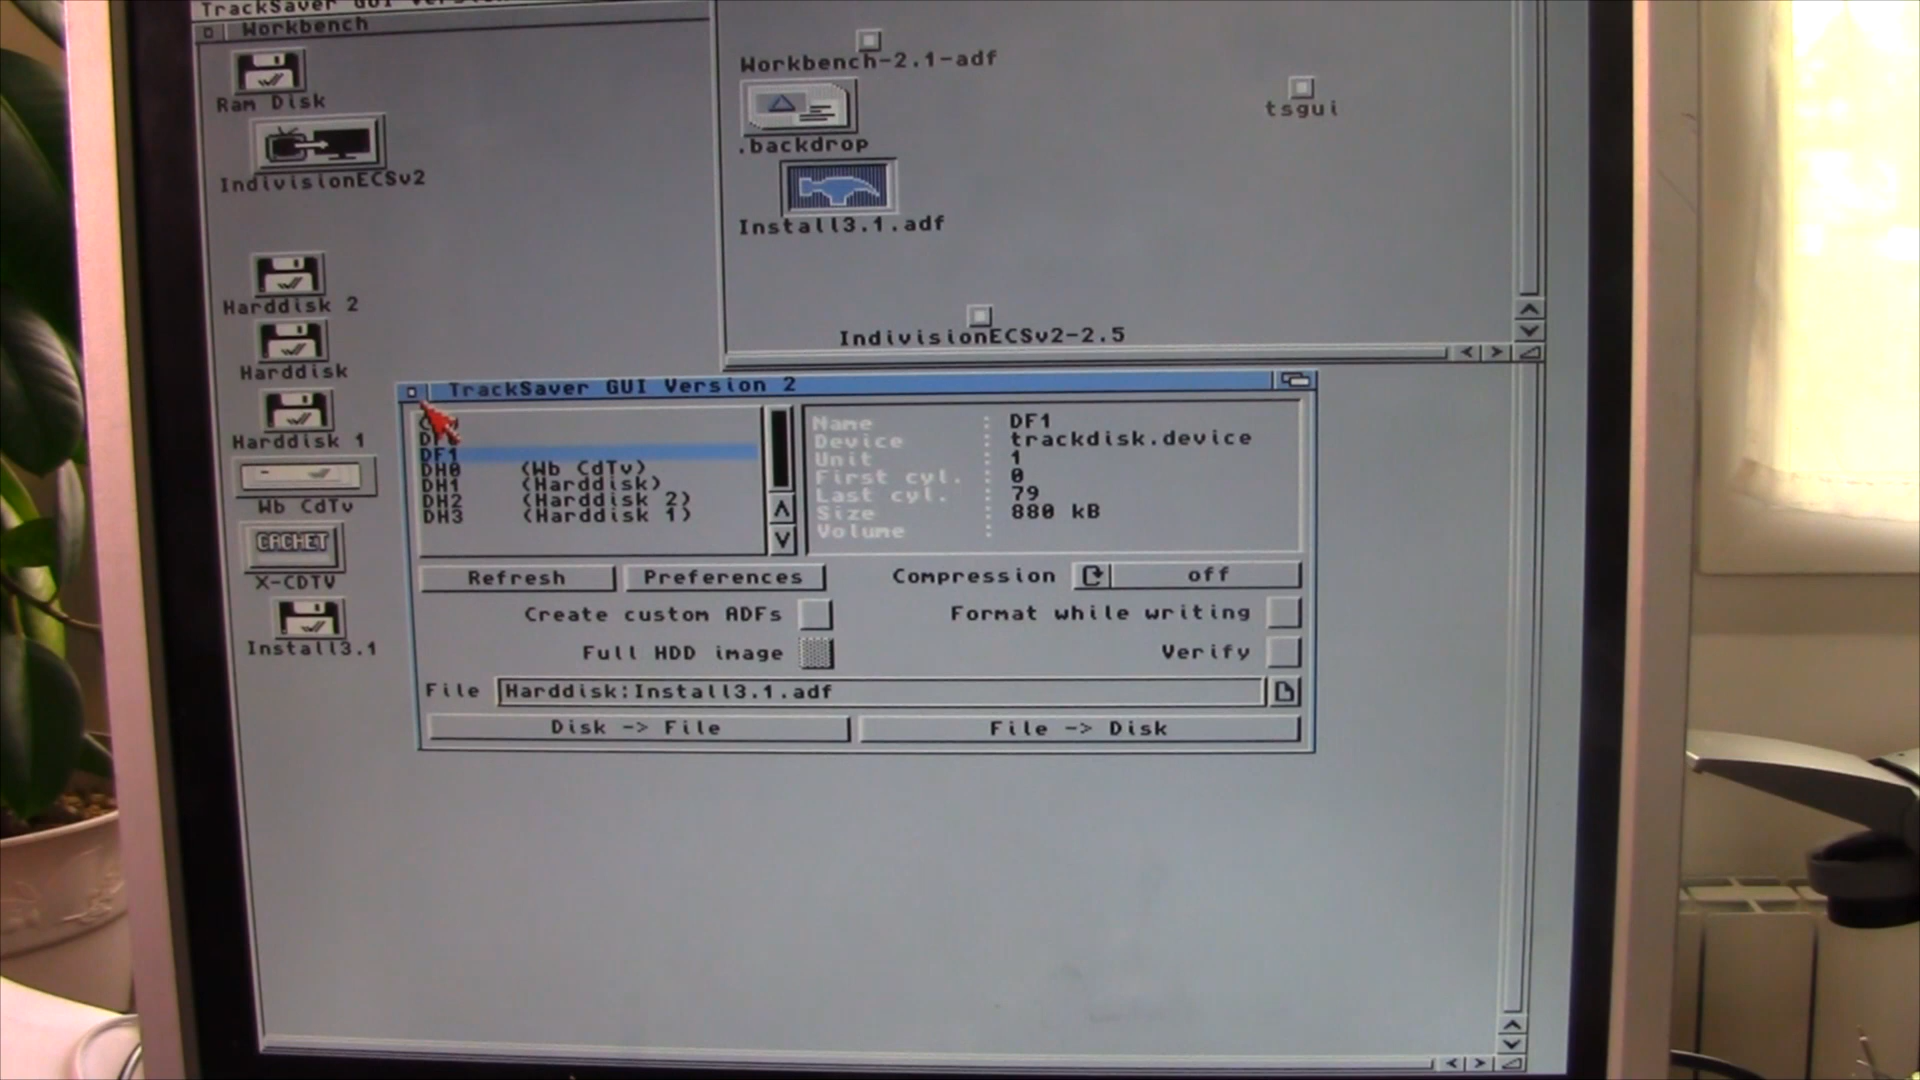 TrackSaver GUI
Workbench
Ram Disk
IndivisionECSv2
Harddisk 2
Harddisk
Harddisk 1
Wb CdTv
CACHET
X-CDTV
Install3.1
Workbench-2.1-adf
tsgui
.backdrop
Install3.1.adf
IndivisionECSv2-2.5
TrackSaver GUI Version 2
DF1
DH0 (Wb CdTv)
DH1 (Harddisk)
DH2 (Harddisk 2)
DH3 (Harddisk 1)
Name : DF1
Device : trackdisk.device
Unit : 1
First cyl. : 0
Last cyl. : 79
Size : 880 kB
Volume :
Refresh Preferences Compression off
Create custom ADFs Format while writing
Full HDD image Verify
File Harddisk:Install3.1.adf
Disk -> File File -> Disk